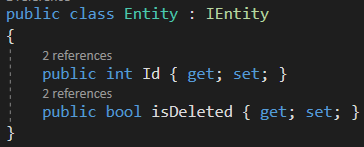 public class Entity : IEntity
{
2 references
public int Id { get; set; }
2 references
public bool isDeleted { get; set; }
}